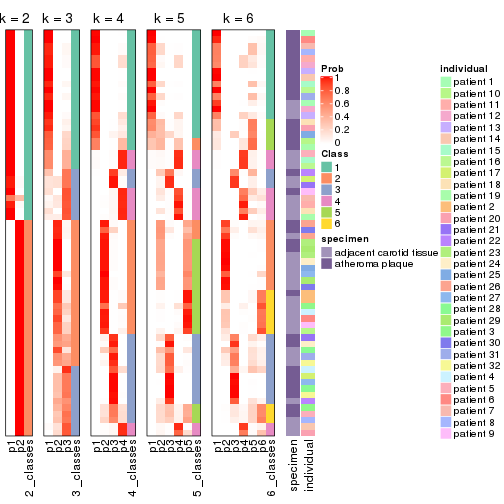 k = 2
k = 3
k = 4
k = 5
k = 6
Prob
1
0.8
0.6
0.4
0.2
0
Class
1
2
3
4
5
6
specimen
adjacent carotid tissue
atheroma plaque
individual
patient 1
patient 10
patient 11
patient 12
patient 13
patient 14
patient 15
patient 16
patient 17
patient 18
patient 19
patient 2
patient 20
patient 21
patient 22
patient 23
patient 24
patient 25
patient 26
patient 27
patient 28
patient 29
patient 3
patient 30
patient 31
patient 32
patient 4
patient 5
patient 6
patient 7
patient 8
patient 9
p1
p2
2_classes
p1
p2
p3
3_classes
p1
p2
p3
p4
4_classes
p1
p2
p3
p4
p5
5_classes
p1
p2
p3
p4
p5
p6
6_classes
specimen
individual